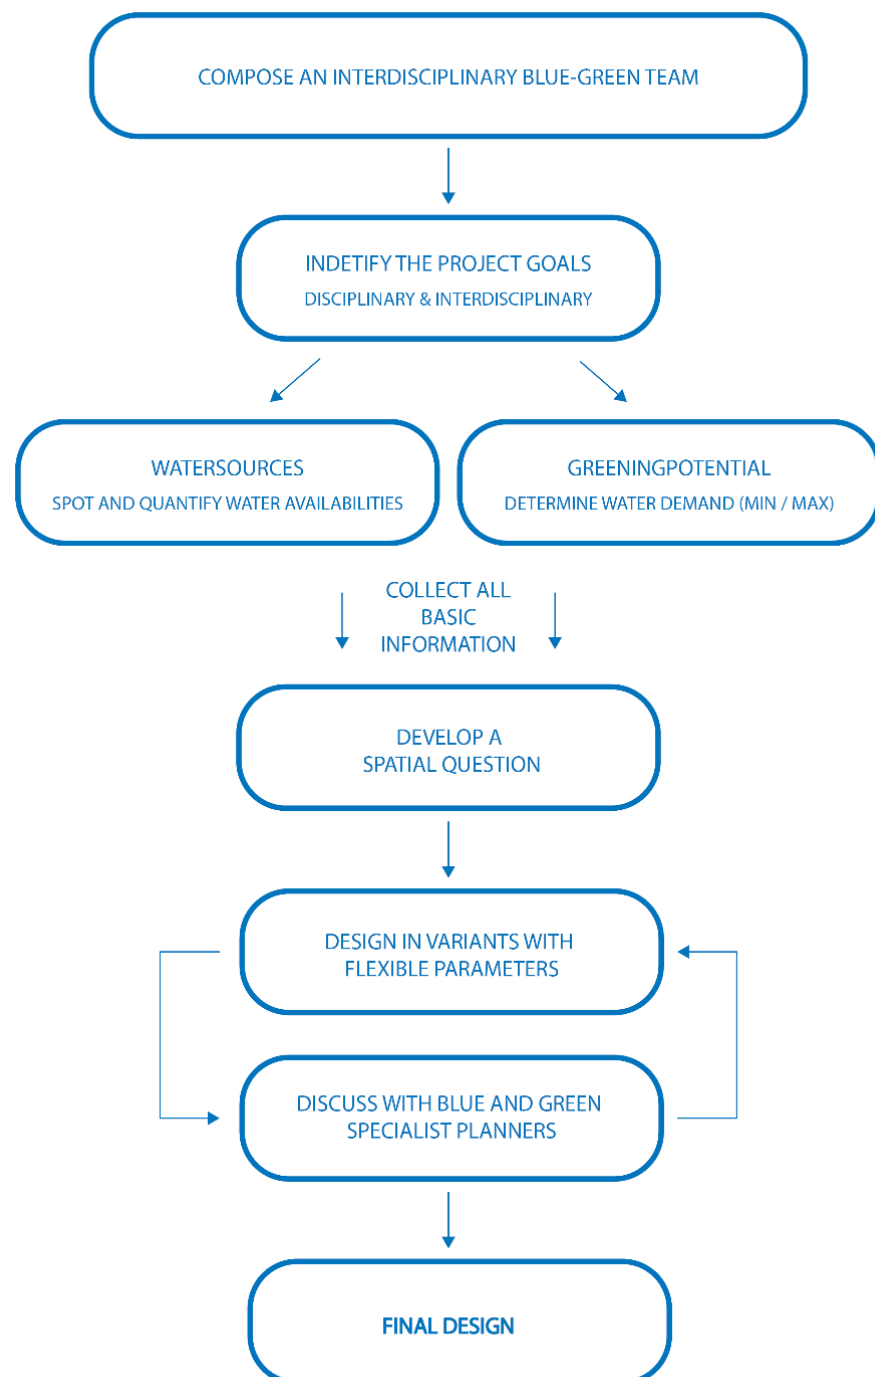 COMPOSE AN INTERDISCIPLINARY BLUE-GREEN TEAM
INDETIFY THE PROJECT GOALS
DISCIPLINARY & INTERDISCIPLINARY
WATERSOURCES
SPOT AND QUANTIFY WATER AVAILABILITIES
GREENINGPOTENTIAL
DETERMINE WATER DEMAND (MIN / MAX)
COLLECT ALL
BASIC
INFORMATION
DEVELOP A
SPATIAL QUESTION
DESIGN IN VARIANTS WITH
FLEXIBLE PARAMETERS
DISCUSS WITH BLUE AND GREEN
SPECIALIST PLANNERS
FINAL DESIGN